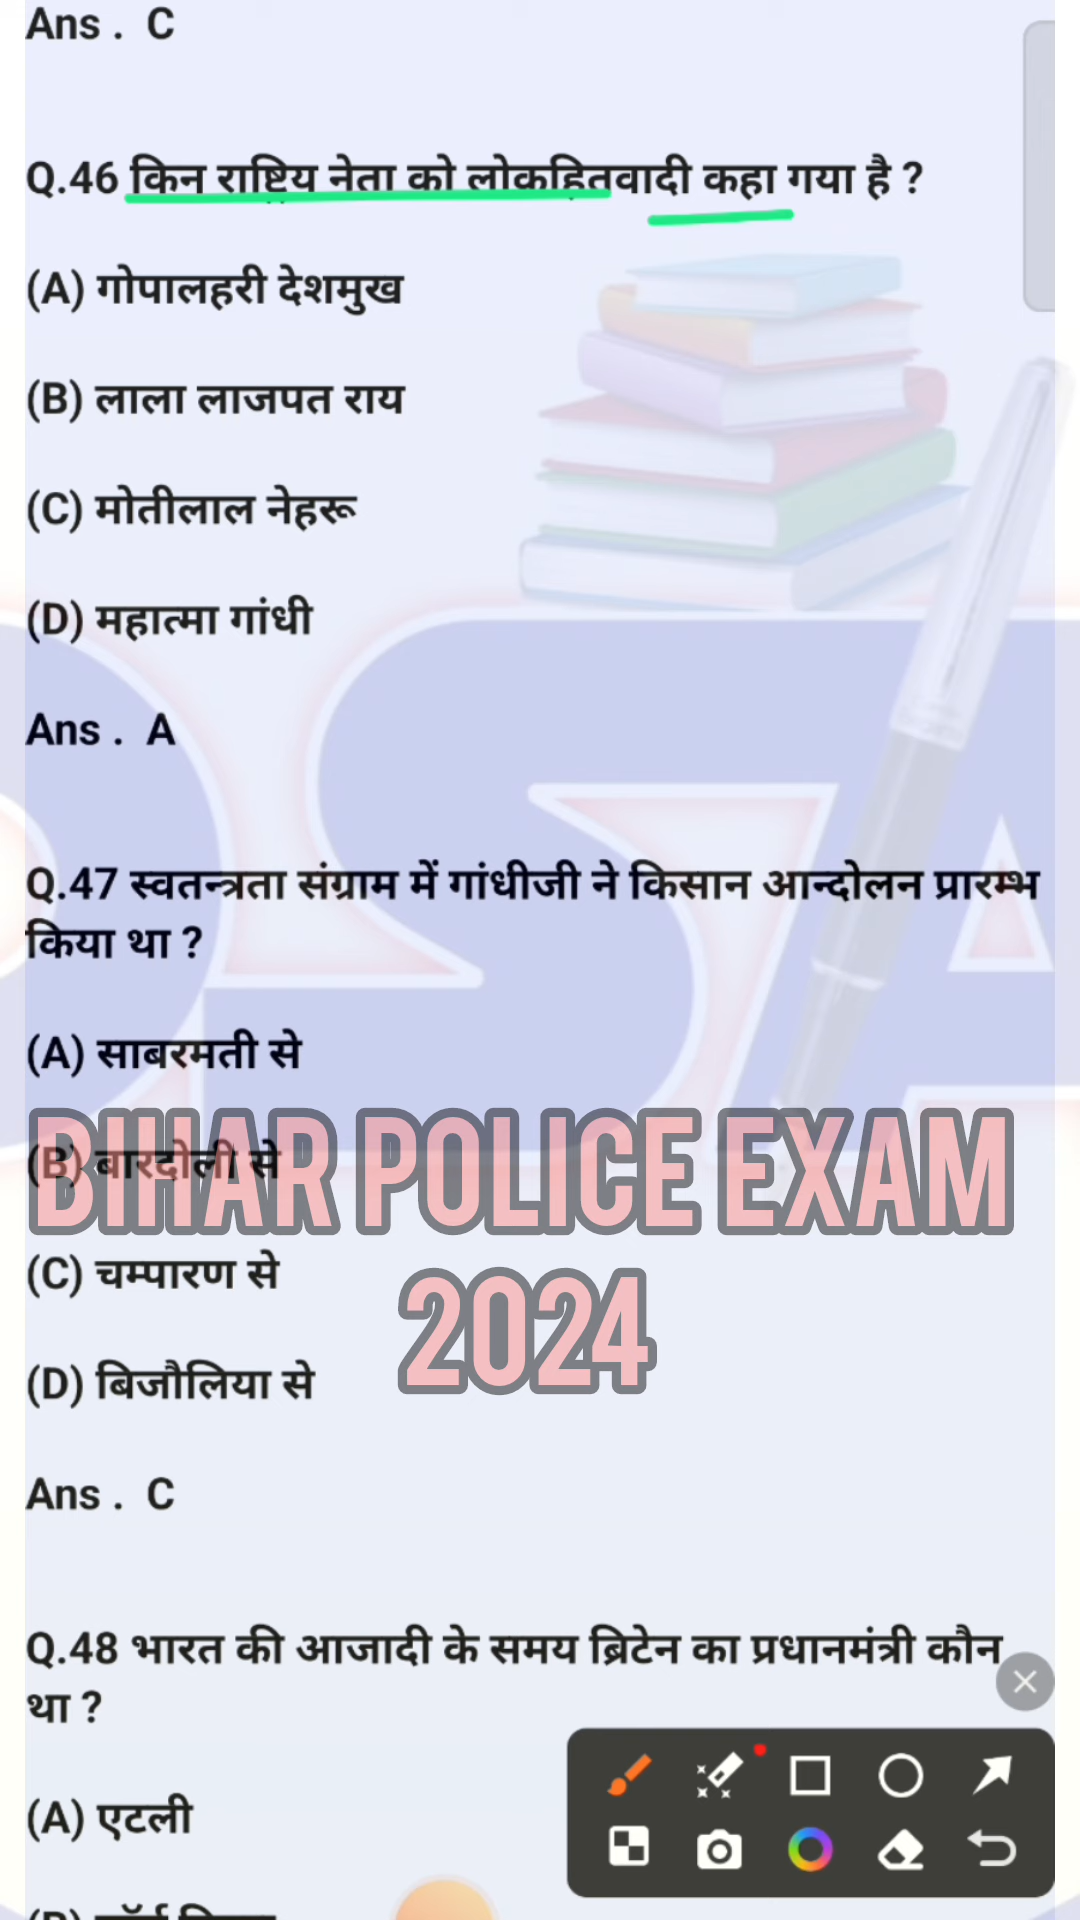 Ans . C
Q.46 किन राष्ट्रिय नेता को लोकहितवादी कहा गया है ?
(A) गोपालहरी देशमुख
(B) लाला लाजपत राय
(C) मोतीलाल नेहरू
(D) महात्मा गांधी
Ans . A
Q.47 स्वतन्त्रता संग्राम में गांधीजी ने किसान आन्दोलन प्रारम्भ
किया था ?
(A) साबरमती से
(B) बारदोली से
BIHAR POLICE EXAM
(C) चम्पारण से
2024
(D) बिजौलिया से
Ans . C
Q.48 भारत की आजादी के समय ब्रिटेन का प्रधानमंत्री कौन
था ?
(A) एटली